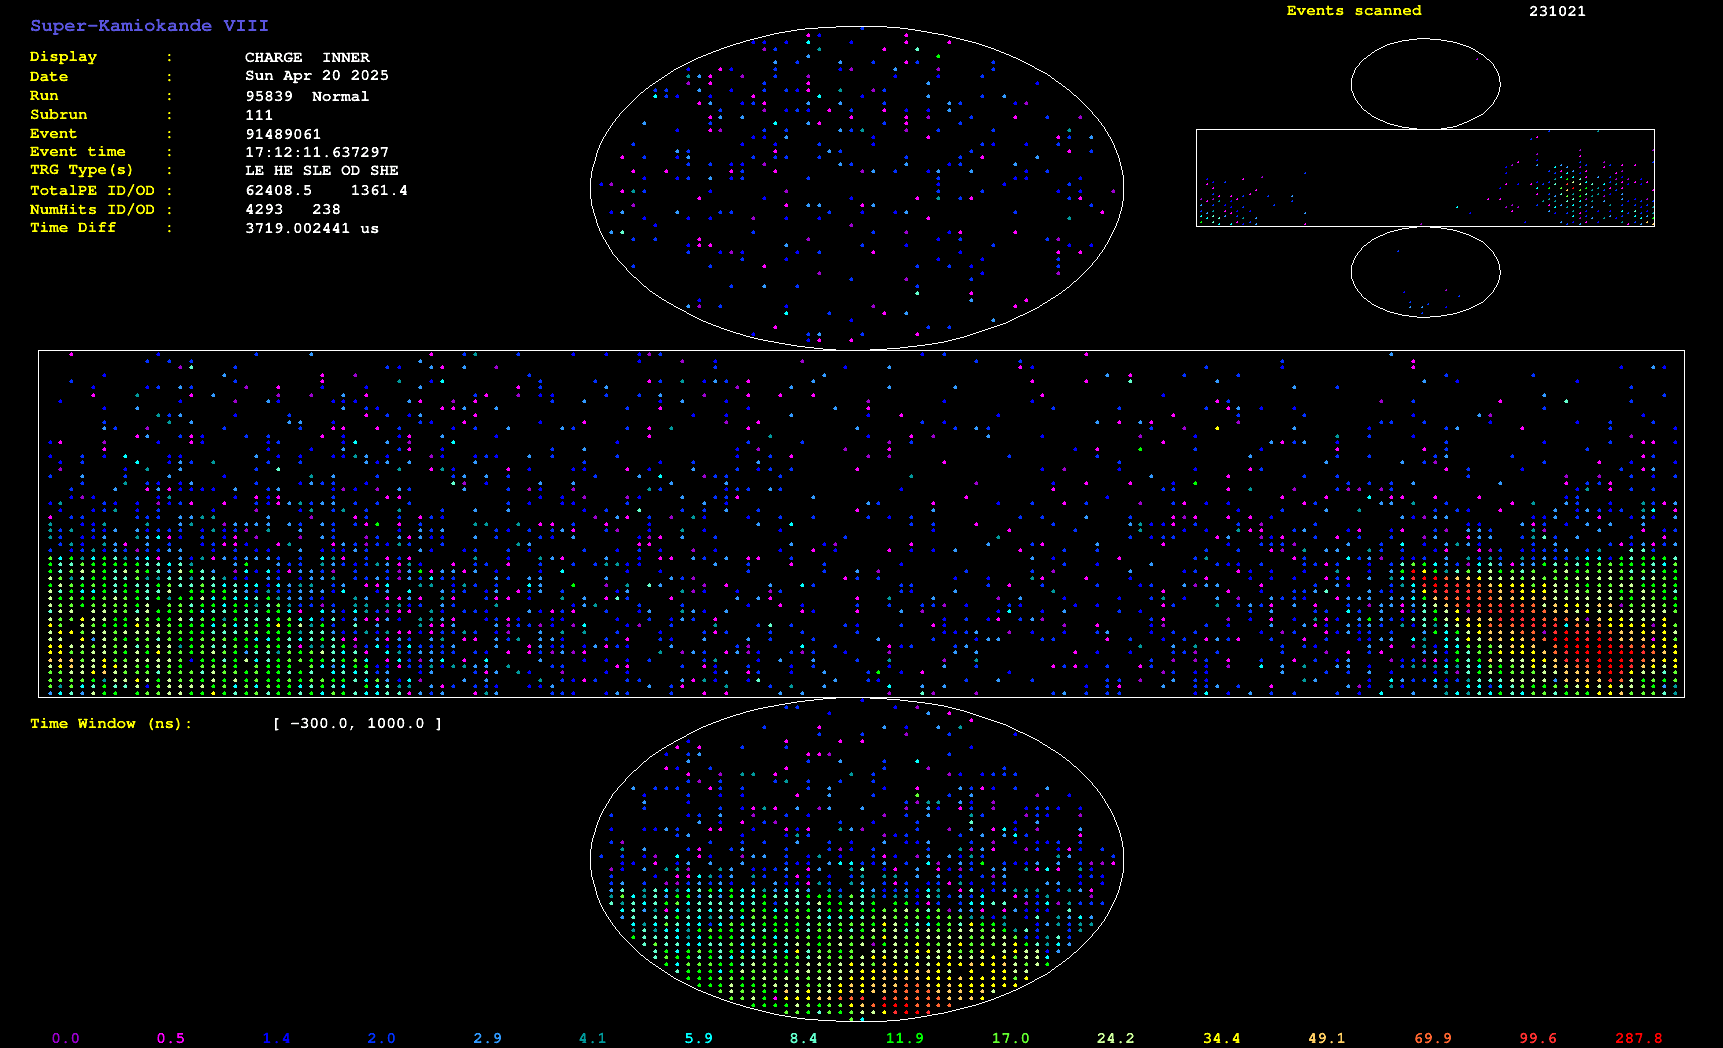 Super-Kamiokande VIII
Events scanned 231021
Display : CHARGE INNER
Date : Sun Apr 20 2025
Run : 95839 Normal
Subrun : 111
Event : 91489061
Event time : 17:12:11.637297
TRG Type(s) : LE HE SLE OD SHE
TotalPE ID/OD : 62408.5 1361.4
NumHits ID/OD : 4293 238
Time Diff : 3719.002441 us
Time Window (ns): [ -300.0, 1000.0 ]
0.0 0.5 1.4 2.0 2.9 4.1 5.9 8.4 11.9 17.0 24.2 34.4 49.1 69.9 99.6 287.8